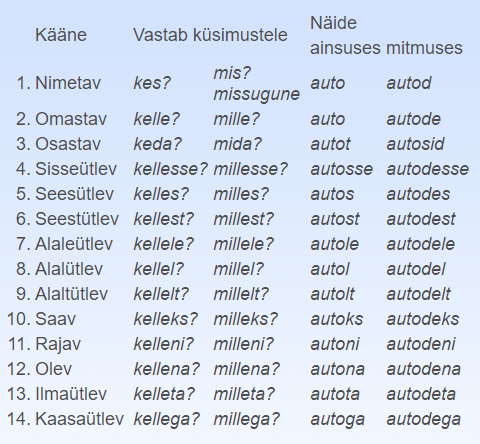 Kääne Vastab küsimustele Näide
ainsuses mitmuses
1. Nimetav kes? mis? missugune auto autod
2. Omastav kelle? mille? auto autode
3. Osastav keda? mida? autot autosid
4. Sisseütlev kellesse? millesse? autosse autodesse
5. Seesütlev kelles? milles? autos autodes
6. Seestütlev kellest? millest? autost autodest
7. Alaleütlev kellele? millele? autole autodele
8. Alalütlev kellel? millel? autol autodel
9. Alaltütlev kellelt? millelt? autolt autodelt
10. Saav kelleks? milleks? autoks autodeks
11. Rajav kelleni? milleni? autoni autodeni
12. Olev kellena? millena? autona autodena
13. Ilmaütlev kelleta? milleta? autota autodeta
14. Kaasaütlev kellega? millega? autoga autodega